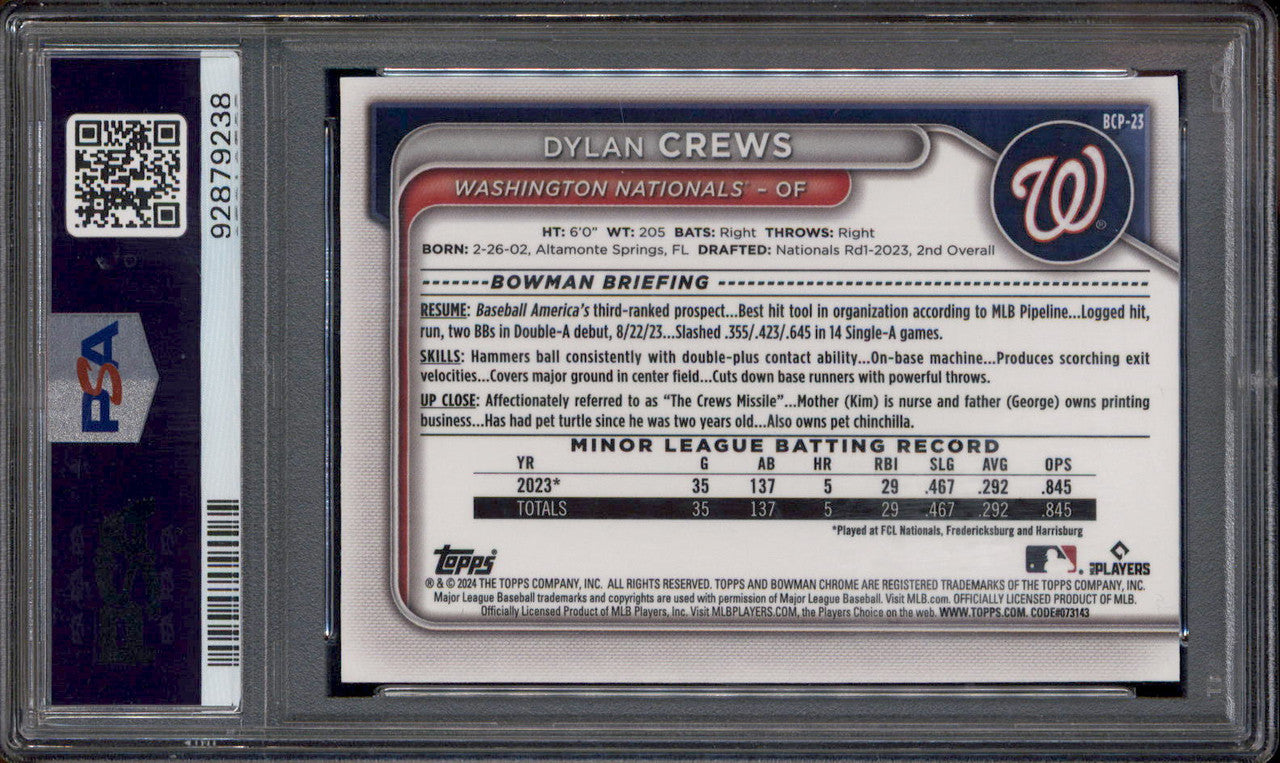 92879238
PSA
BCP-23
DYLAN CREWS
W
WASHINGTON NATIONALS - OF
HT: 6'0" WT: 205 BATS: Right THROWS: Right
BORN: 2-26-02, Altamonte Springs, FL DRAFTED: Nationals Rd1-2023, 2nd Overall
BOWMAN BRIEFING
RESUME: Baseball America's third-ranked prospect...Best hit tool in organization according to MLB Pipeline...Logged hit,
run, two BBs in Double-A debut, 8/22/23...Slashed .355/.423/.645 in 14 Single-A games.
SKILLS: Hammers ball consistently with double-plus contact ability...On-base machine...Produces scorching exit
velocities...Covers major ground in center field...Cuts down base runners with powerful throws.
UP CLOSE: Affectionately referred to as "The Crews Missile"...Mother (Kim) is nurse and father (George) owns printing
business...Has had pet turtle since he was two years old...Also owns pet chinchilla.
MINOR LEAGUE BATTING RECORD
YR G AB HR RBI SLG AVG OPS
2023* 35 137 5 29 .467 .292 .845
TOTALS 35 137 5 29 .467 .292 .845
*Played at FCL Nationals, Fredericksburg and Harrisburg
Topps
MLB PLAYERS
® & © 2024 THE TOPPS COMPANY, INC. ALL RIGHTS RESERVED. TOPPS AND BOWMAN CHROME ARE REGISTERED TRADEMARKS OF THE TOPPS COMPANY, INC.
Major League Baseball trademarks and copyrights are used with permission of Major League Baseball. Visit MLB.com. OFFICIALLY LICENSED PRODUCT OF MLB.
Officially Licensed Product of MLB Players, Inc. Visit MLBPLAYERS.COM, the Players Choice on the web. WWW.TOPPS.COM. CODE#073143